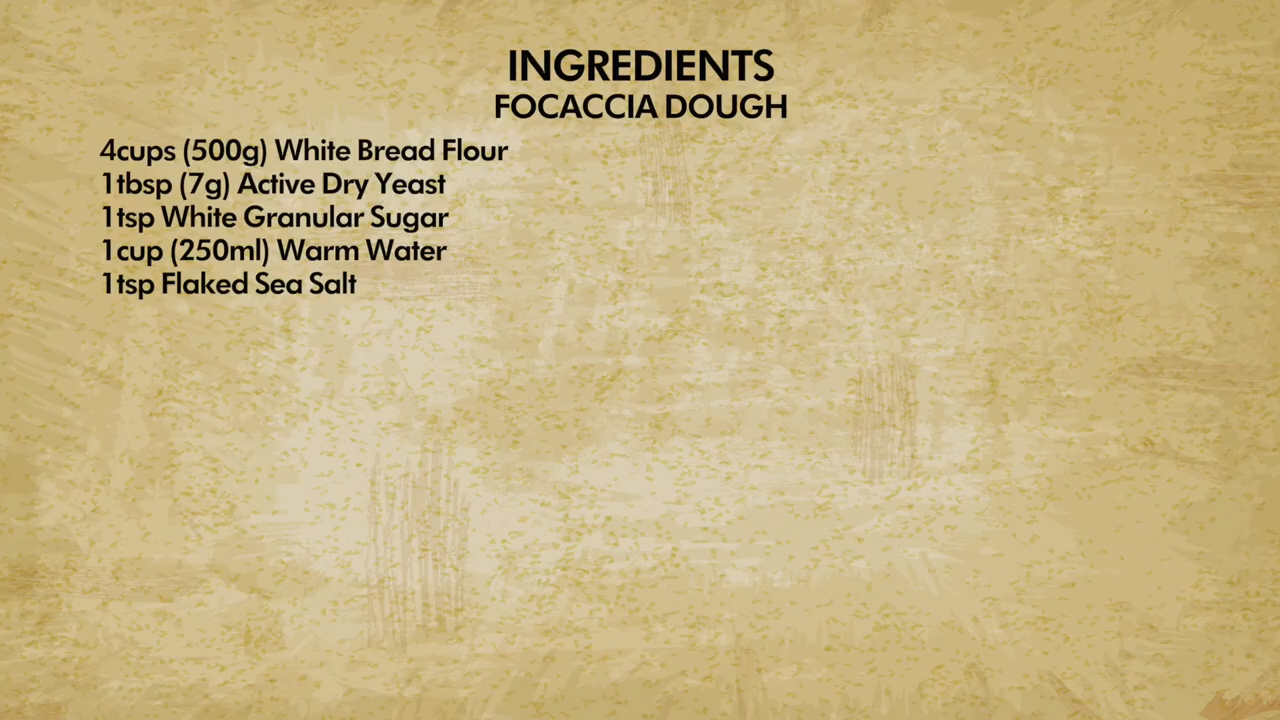 INGREDIENTS
FOCACCIA DOUGH
4cups (500g) White Bread Flour
1tbsp (7g) Active Dry Yeast
1tsp White Granular Sugar
1cup (250ml) Warm Water
1tsp Flaked Sea Salt